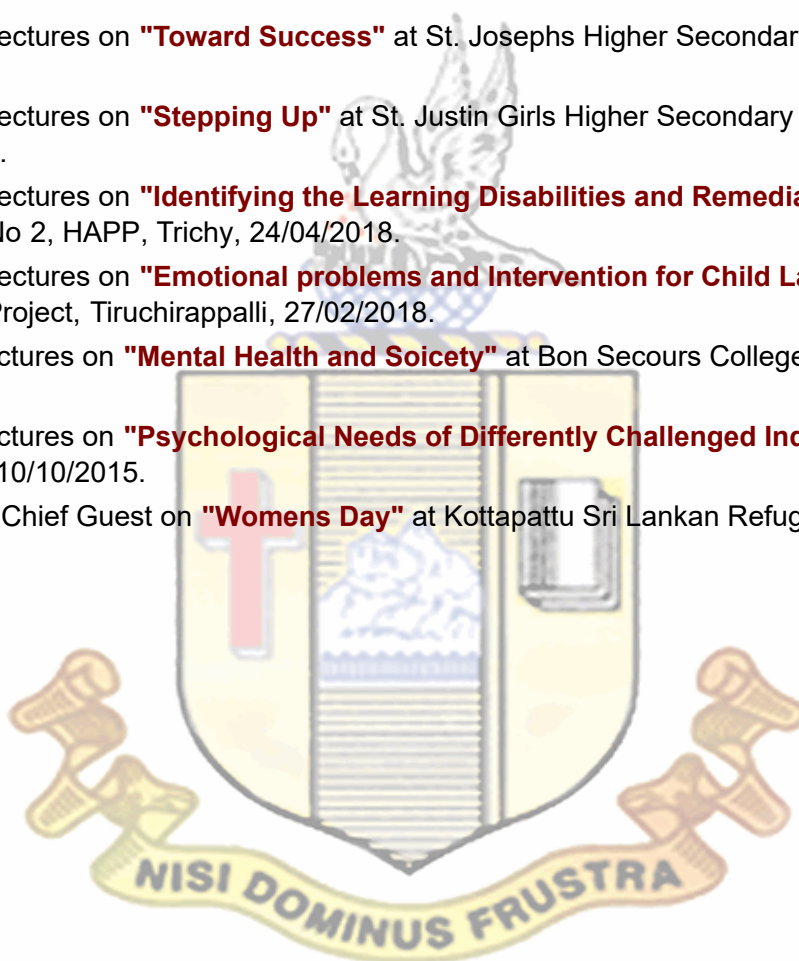 ectures on "Toward Success" at St. Josephs Higher Secondar
ectures on "Stepping Up" at St. Justin Girls Higher Secondary
.
ectures on "Identifying the Learning Disabilities and Remedia
No 2, HAPP, Trichy, 24/04/2018.
ectures on "Emotional problems and Intervention for Child La
Project, Tiruchirappalli, 27/02/2018.
ctures on "Mental Health and Soicety" at Bon Secours College
ctures on "Psychological Needs of Differently Challenged Ind
10/10/2015.
Chief Guest on "Womens Day" at Kottapattu Sri Lankan Refug
NISI DOMINUS FRUSTRA